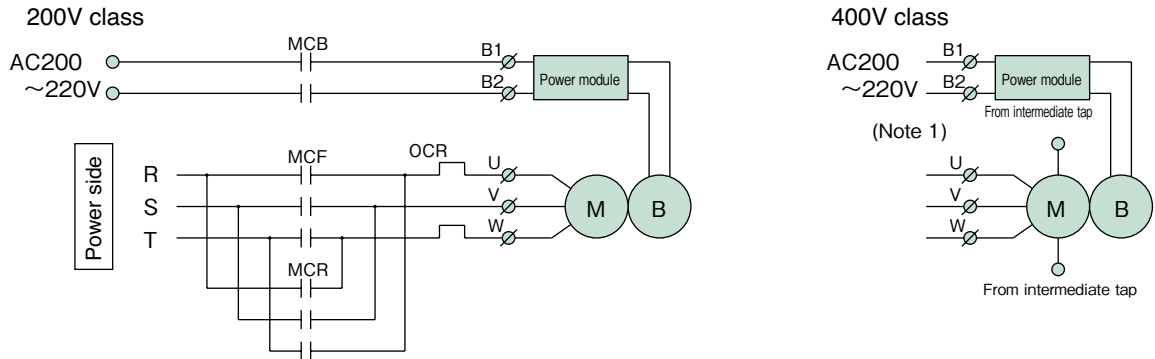 200V class
MCB
AC200
～220V
B1
B2
Power module
Power side
R
S
T
MCF
OCR
U
V
W
M
B
MCR
400V class
AC200
～220V
B1
B2
Power module
From intermediate tap
(Note 1)
U
V
W
M
B
From intermediate tap